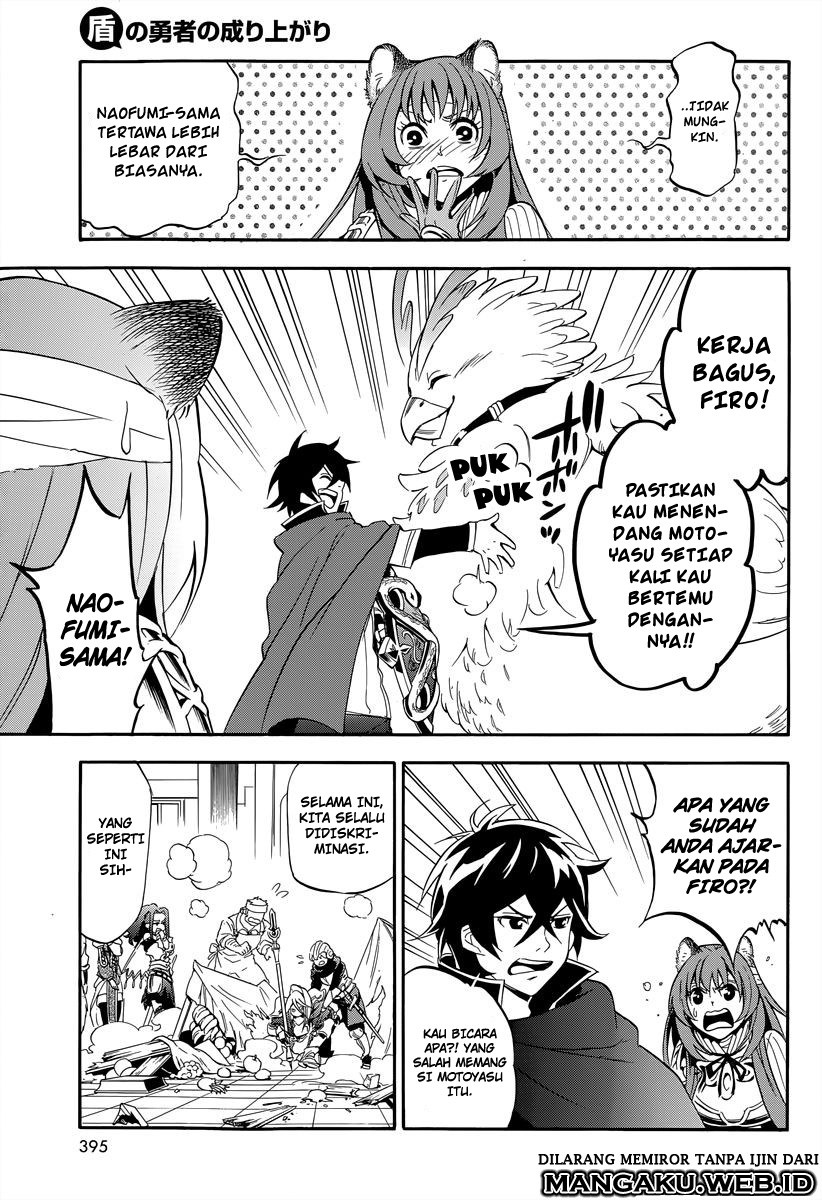 盾の勇者の成り上がり
..TIDAK
MUNG-
KIN.
NAOFUMI-SAMA
TERTAWA LEBIH
LEBAR DARI
BIASANYA.
KERJA
BAGUS,
FIRO!
PASTIKAN
KAU MENEN-
DANG MOTO-
YASU SETIAP
KALI KAU
BERTEMU
DENGAN-
NYA!!
ボボンッ
PUK
PUK
NAO-
FUMI-
SAMA!
APA YANG
SUDAH
ANDA AJAR-
KAN PADA
FIRO?!
KAU BICARA
APA?! YANG
SALAH MEMANG
SI MOTOYASU
ITU.
SELAMA INI,
KITA SELALU
DIDISKRI-
MINASI.
YANG
SEPERTI
INI
SIH-
395
DILARANG MEMIROR TANPA IJIN DARI
MANGAKU.WEB.ID